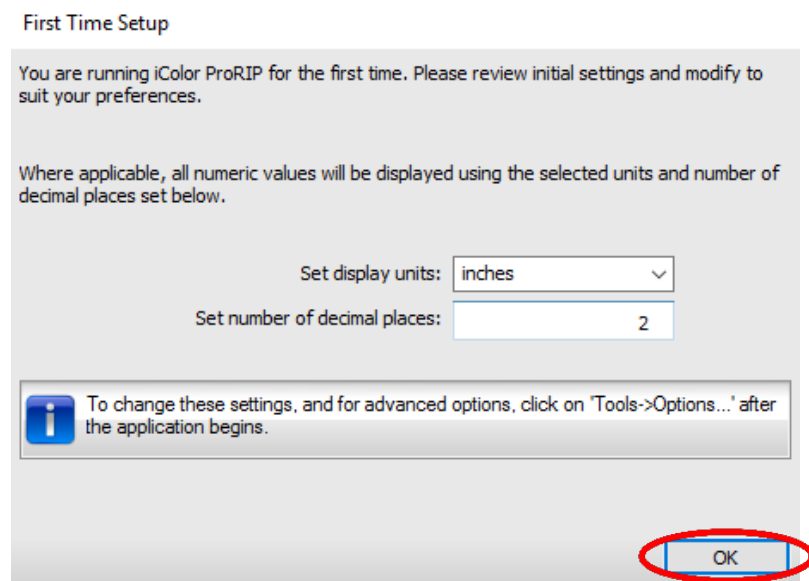 First Time Setup
You are running iColor ProRIP for the first time. Please review initial settings and modify to
suit your preferences.
Where applicable, all numeric values will be displayed using the selected units and number of
decimal places set below.
Set display units: inches
Set number of decimal places: 2
To change these settings, and for advanced options, click on 'Tools->Options...' after
the application begins.
OK